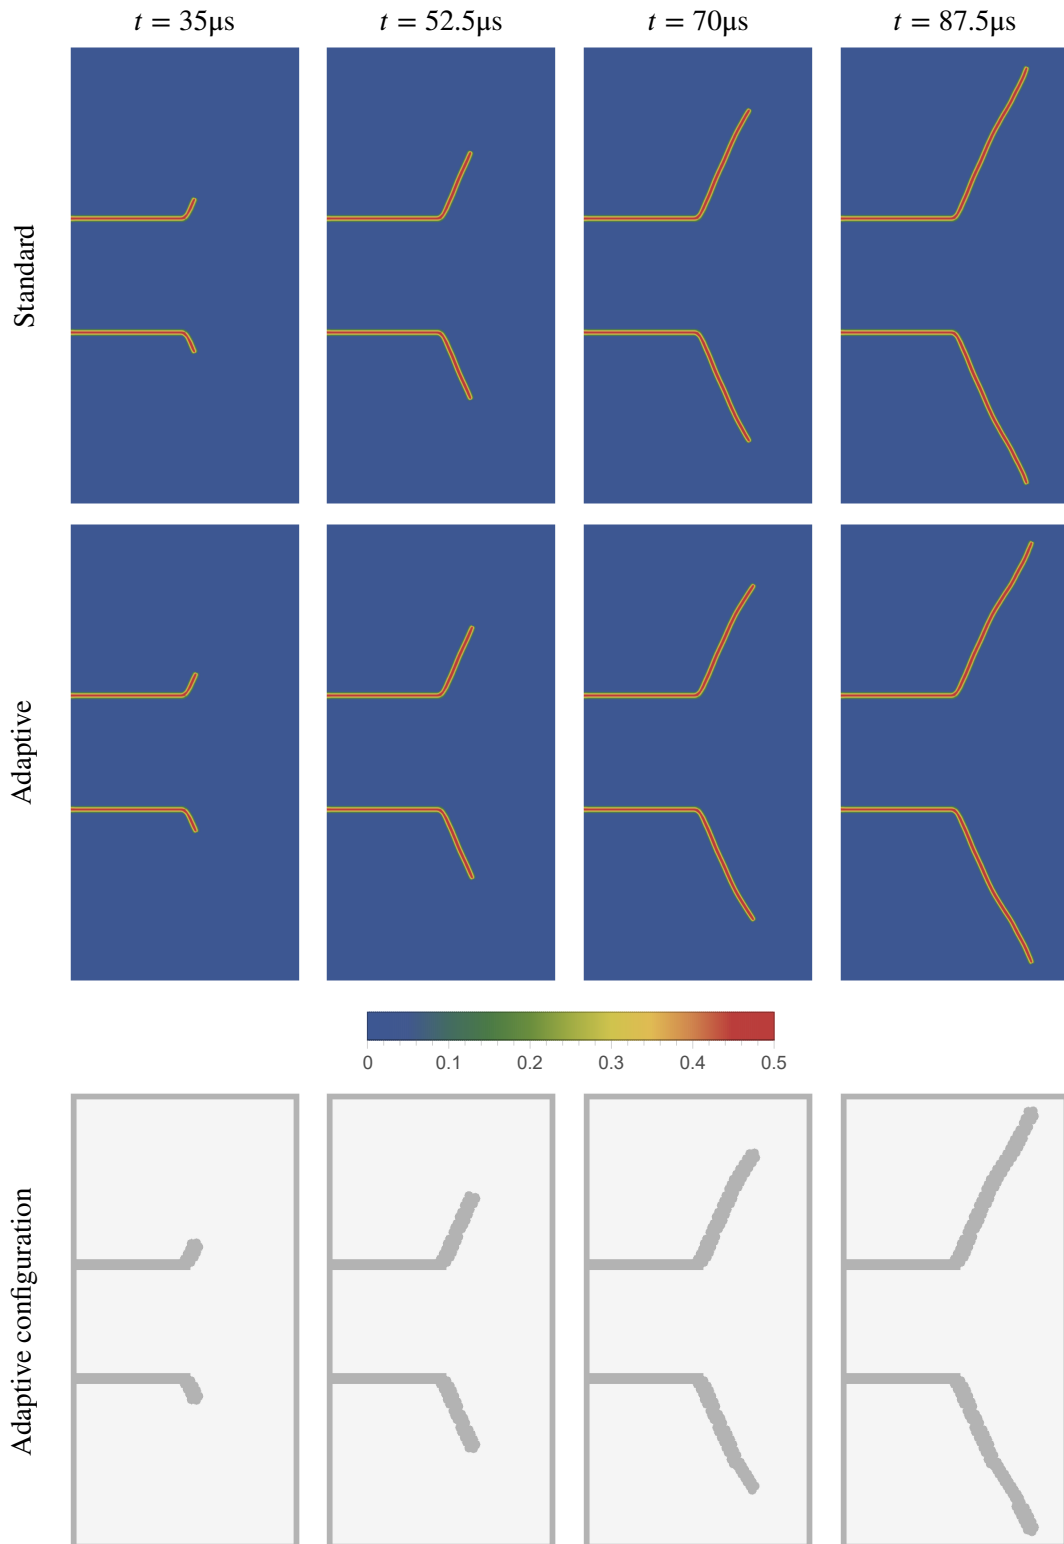 t = 35μs
t = 52.5μs
t = 70μs
t = 87.5μs
Standard
Adaptive
0 0.1 0.2 0.3 0.4 0.5
Adaptive configuration